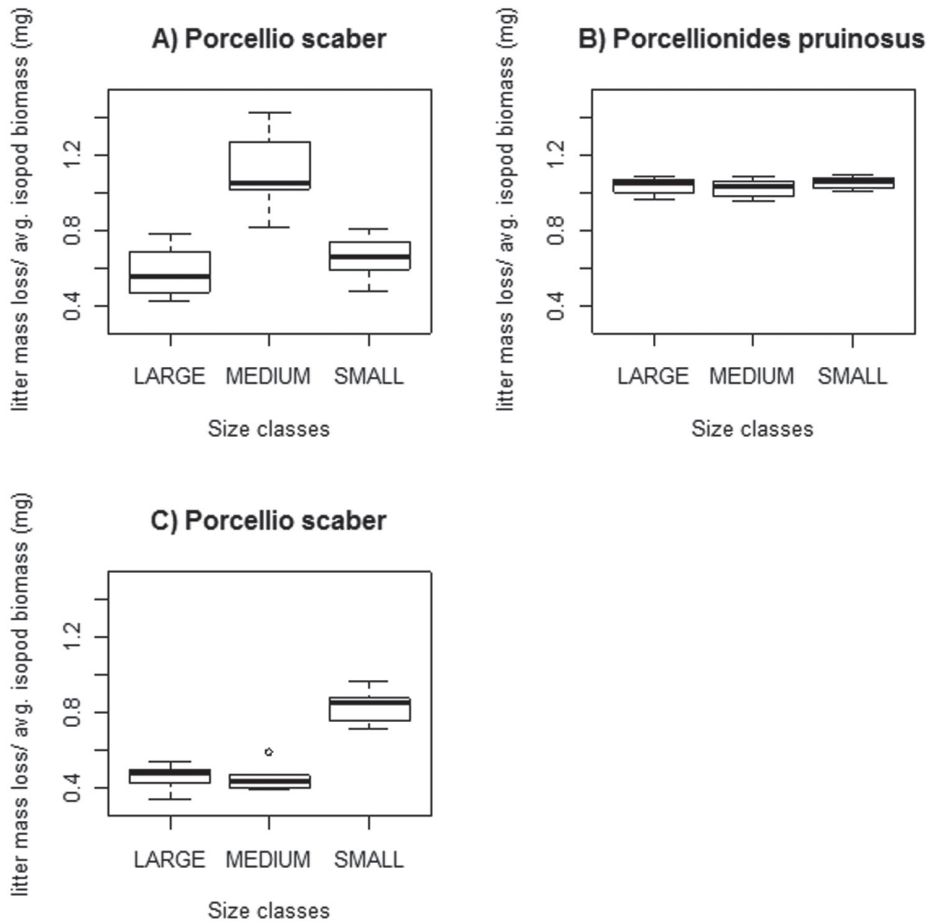 A) Porcellio scaber
litter mass loss/ avg. isopod biomass (mg)
1.2
0.8
0.4
LARGE MEDIUM SMALL
Size classes
B) Porcellionides pruinosus
litter mass loss/ avg. isopod biomass (mg)
1.2
0.8
0.4
LARGE MEDIUM SMALL
Size classes
C) Porcellio scaber
litter mass loss/ avg. isopod biomass (mg)
1.2
0.8
0.4
LARGE MEDIUM SMALL
Size classes